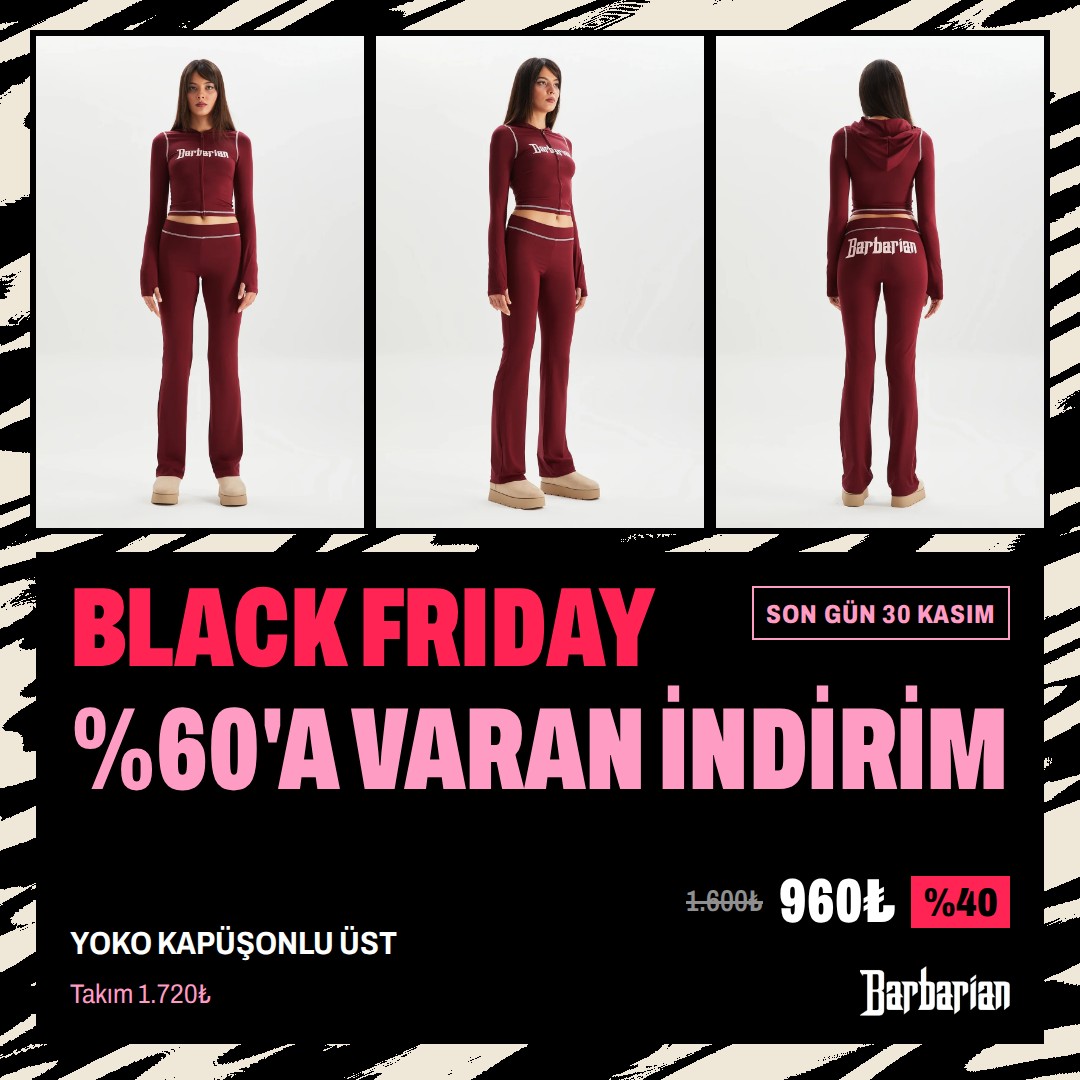 Barbarian
Barbarian
Barbarian
BLACK FRIDAY
SON GÜN 30 KASIM
%60'A VARAN İNDİRİM
1.600₺ 960₺ %40
YOKO KAPÜŞONLU ÜST
Takım 1.720₺
Barbarian